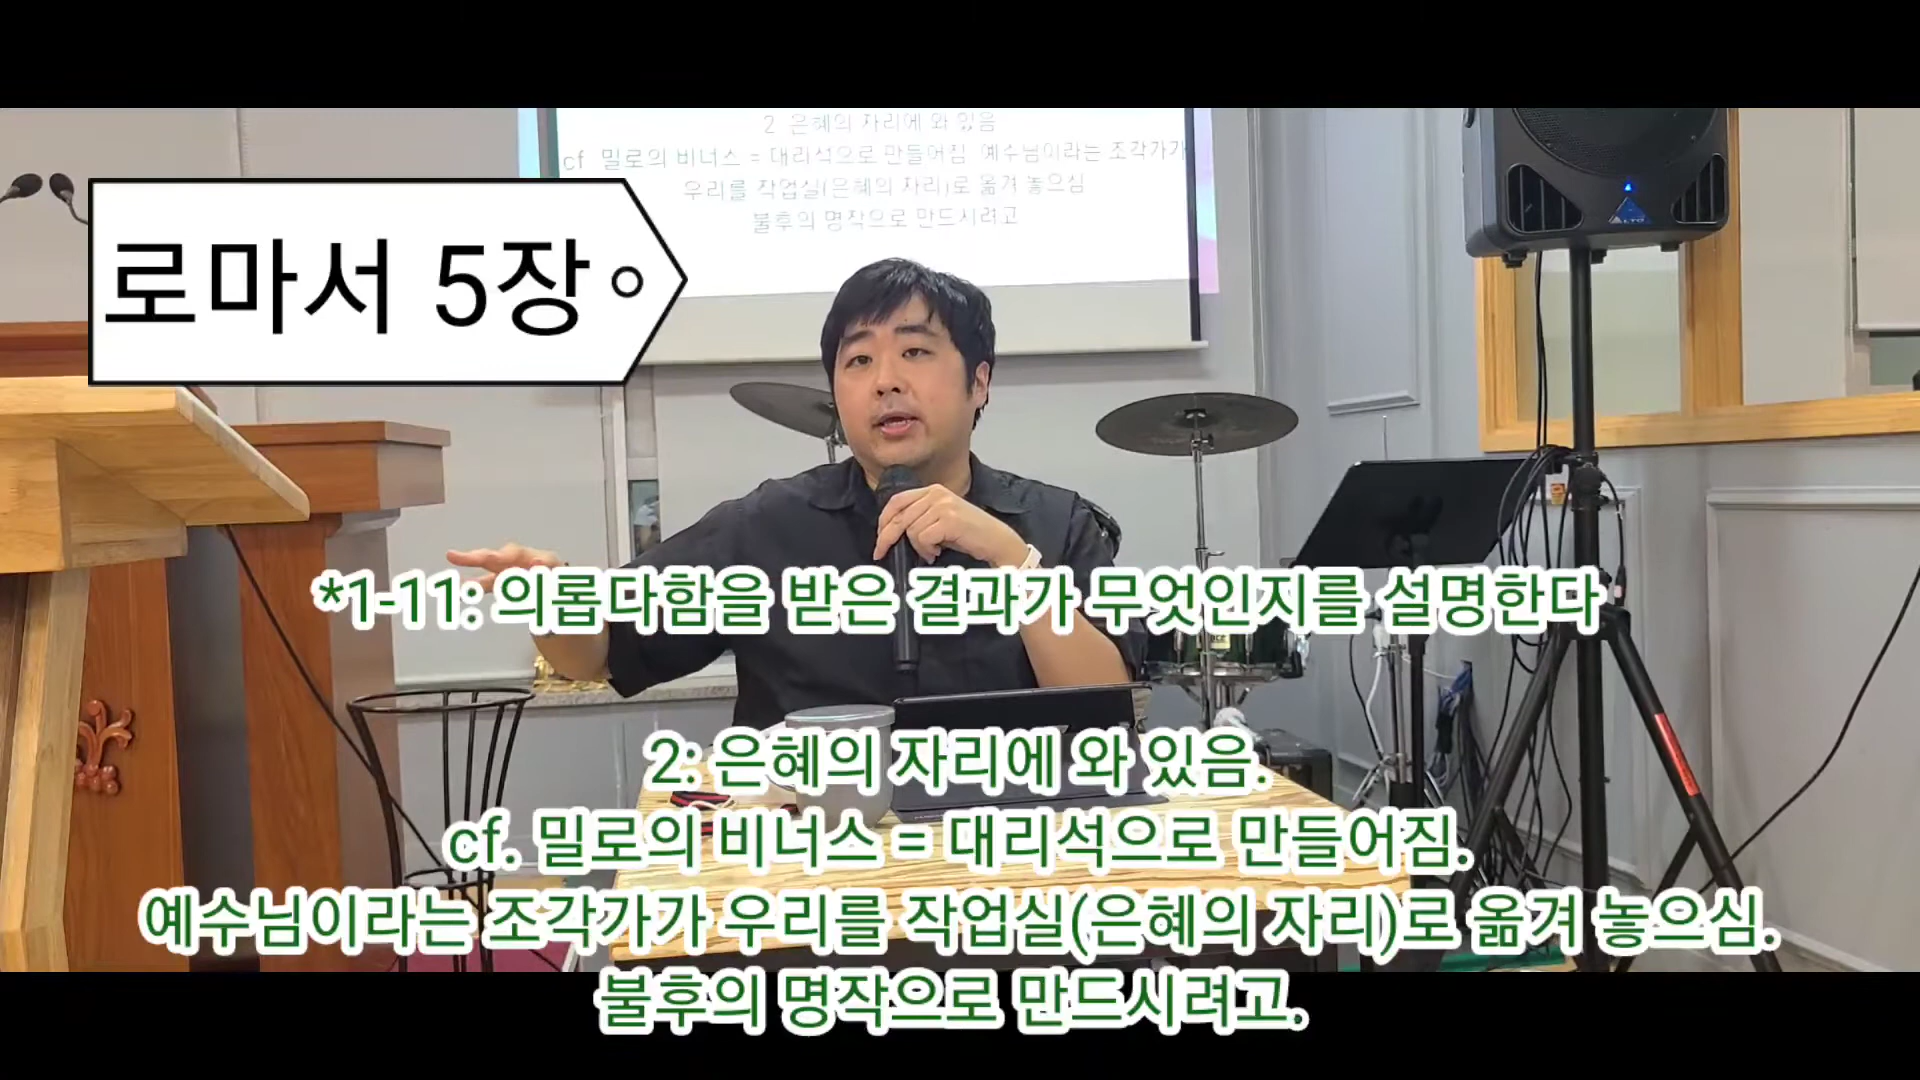 2 은혜의 자리에 와 있음
cf 밀로의 비너스 = 대리석으로 만들어짐 예수님이라는 조각가가
우리를 작업실(은혜의 자리)로 옮겨 놓으심
불후의 명작으로 만드시려고
로마서 5장
ALTO
*1-11: 의롭다함을 받은 결과가 무엇인지를 설명한다
2: 은혜의 자리에 와 있음.
cf. 밀로의 비너스 = 대리석으로 만들어짐.
예수님이라는 조각가가 우리를 작업실(은혜의 자리)로 옮겨 놓으심.
불후의 명작으로 만드시려고.